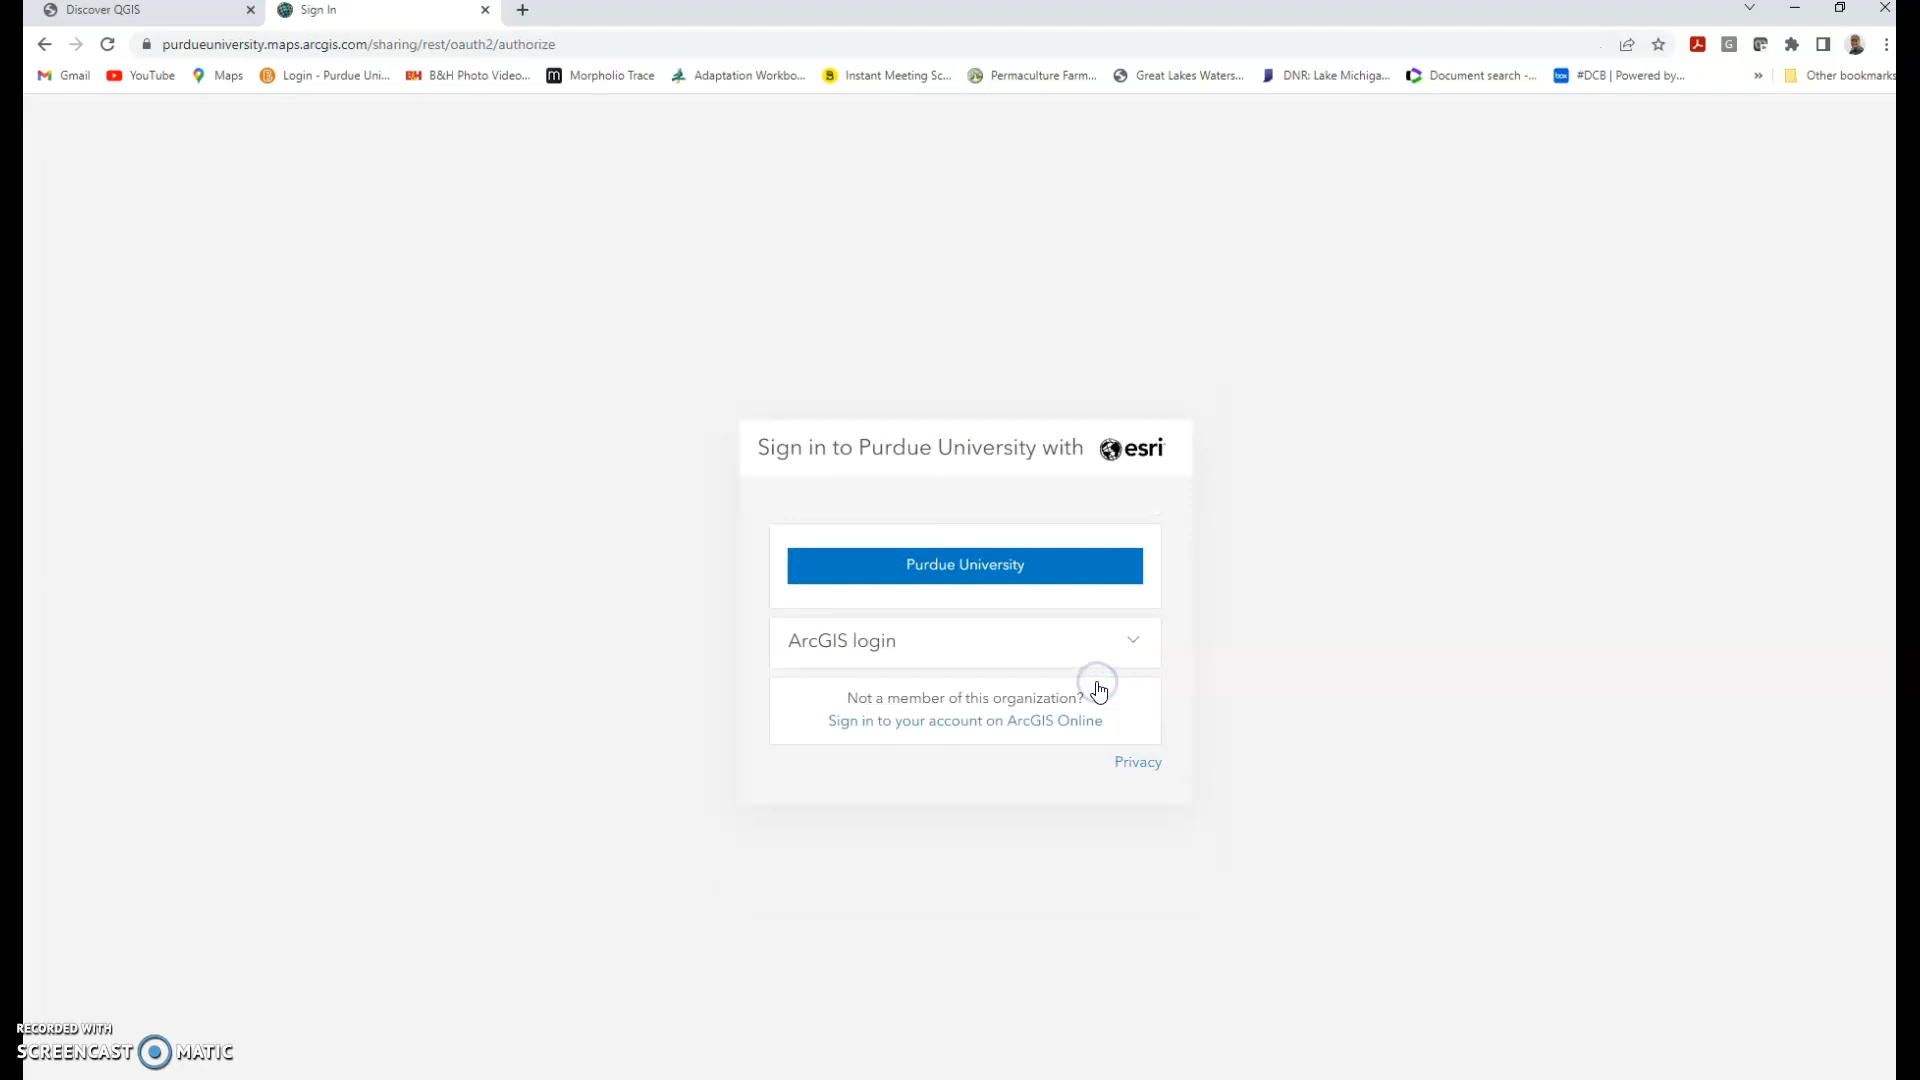 Discover QGIS
Sign In
purdueuniversity.maps.arcgis.com/sharing/rest/oauth2/authorize
Gmail YouTube Maps Login - Purdue Uni... BH B&H Photo Video... m Morpholio Trace Adaptation Workbo... B Instant Meeting Sc... Permaculture Farm... Great Lakes Waters... DNR: Lake Michiga... Document search -... box #DCB | Powered by... » Other bookmarks
Sign in to Purdue University with esri
Purdue University
ArcGIS login
Not a member of this organization?
Sign in to your account on ArcGIS Online
Privacy
RECORDED WITH
SCREENCAST MATIC